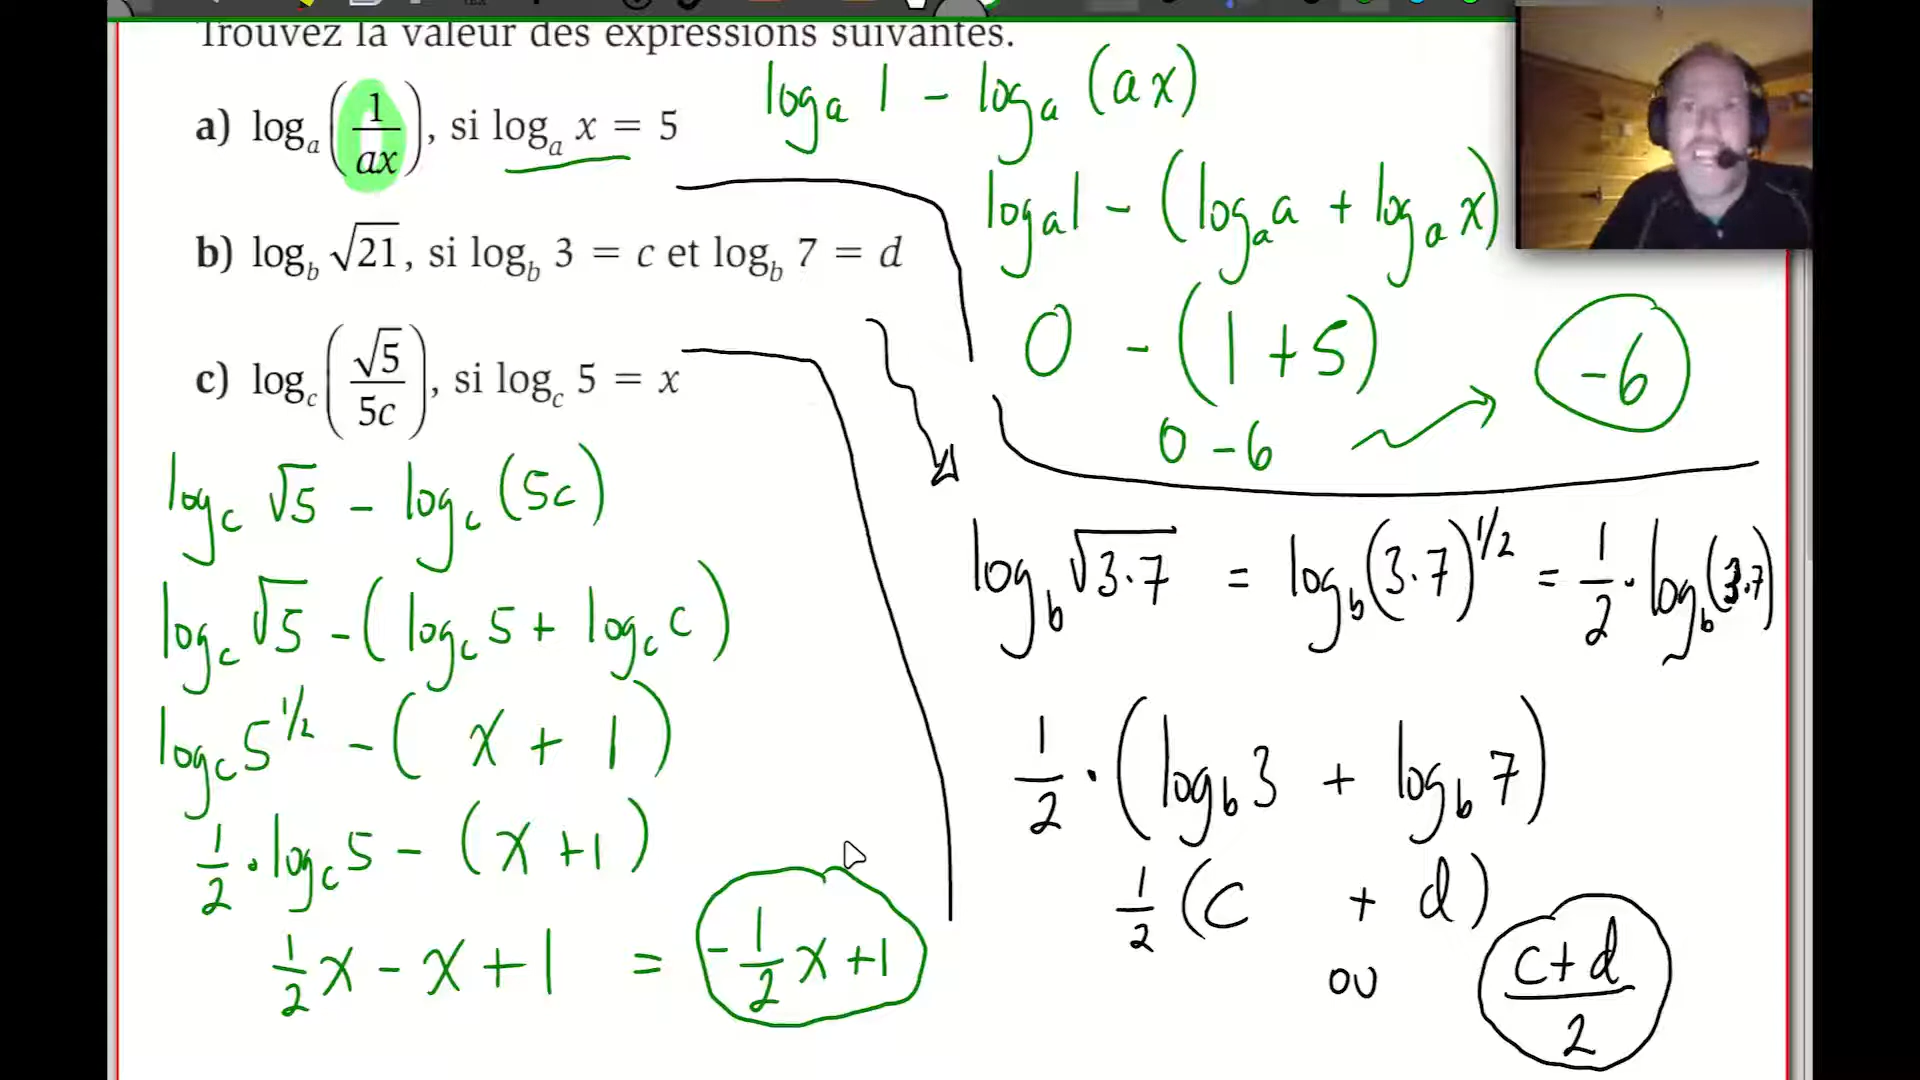 Trouvez la valeur des expressions suivantes.
a) logₐ(1/ax), si logₐ x = 5
b) log_b √21, si log_b 3 = c et log_b 7 = d
c) log_c(√5/5c), si log_c 5 = x
logₐ 1 - logₐ (ax)
logₐ1 - (logₐa + logₐx)
0 - (1+5)
0 - 6
-6
log_c √5 - log_c (5c)
log_c √5 - (log_c 5 + log_c c)
log_c 5^1/2 - (x + 1)
1/2 · log_c 5 - (x+1)
1/2 x - x + 1 = -1/2 x + 1
log_b √3·7 = log_b (3·7)^1/2 = 1/2 · log_b (3·7)
1/2 · (log_b 3 + log_b 7)
1/2 (c + d)
ou
c+d/2